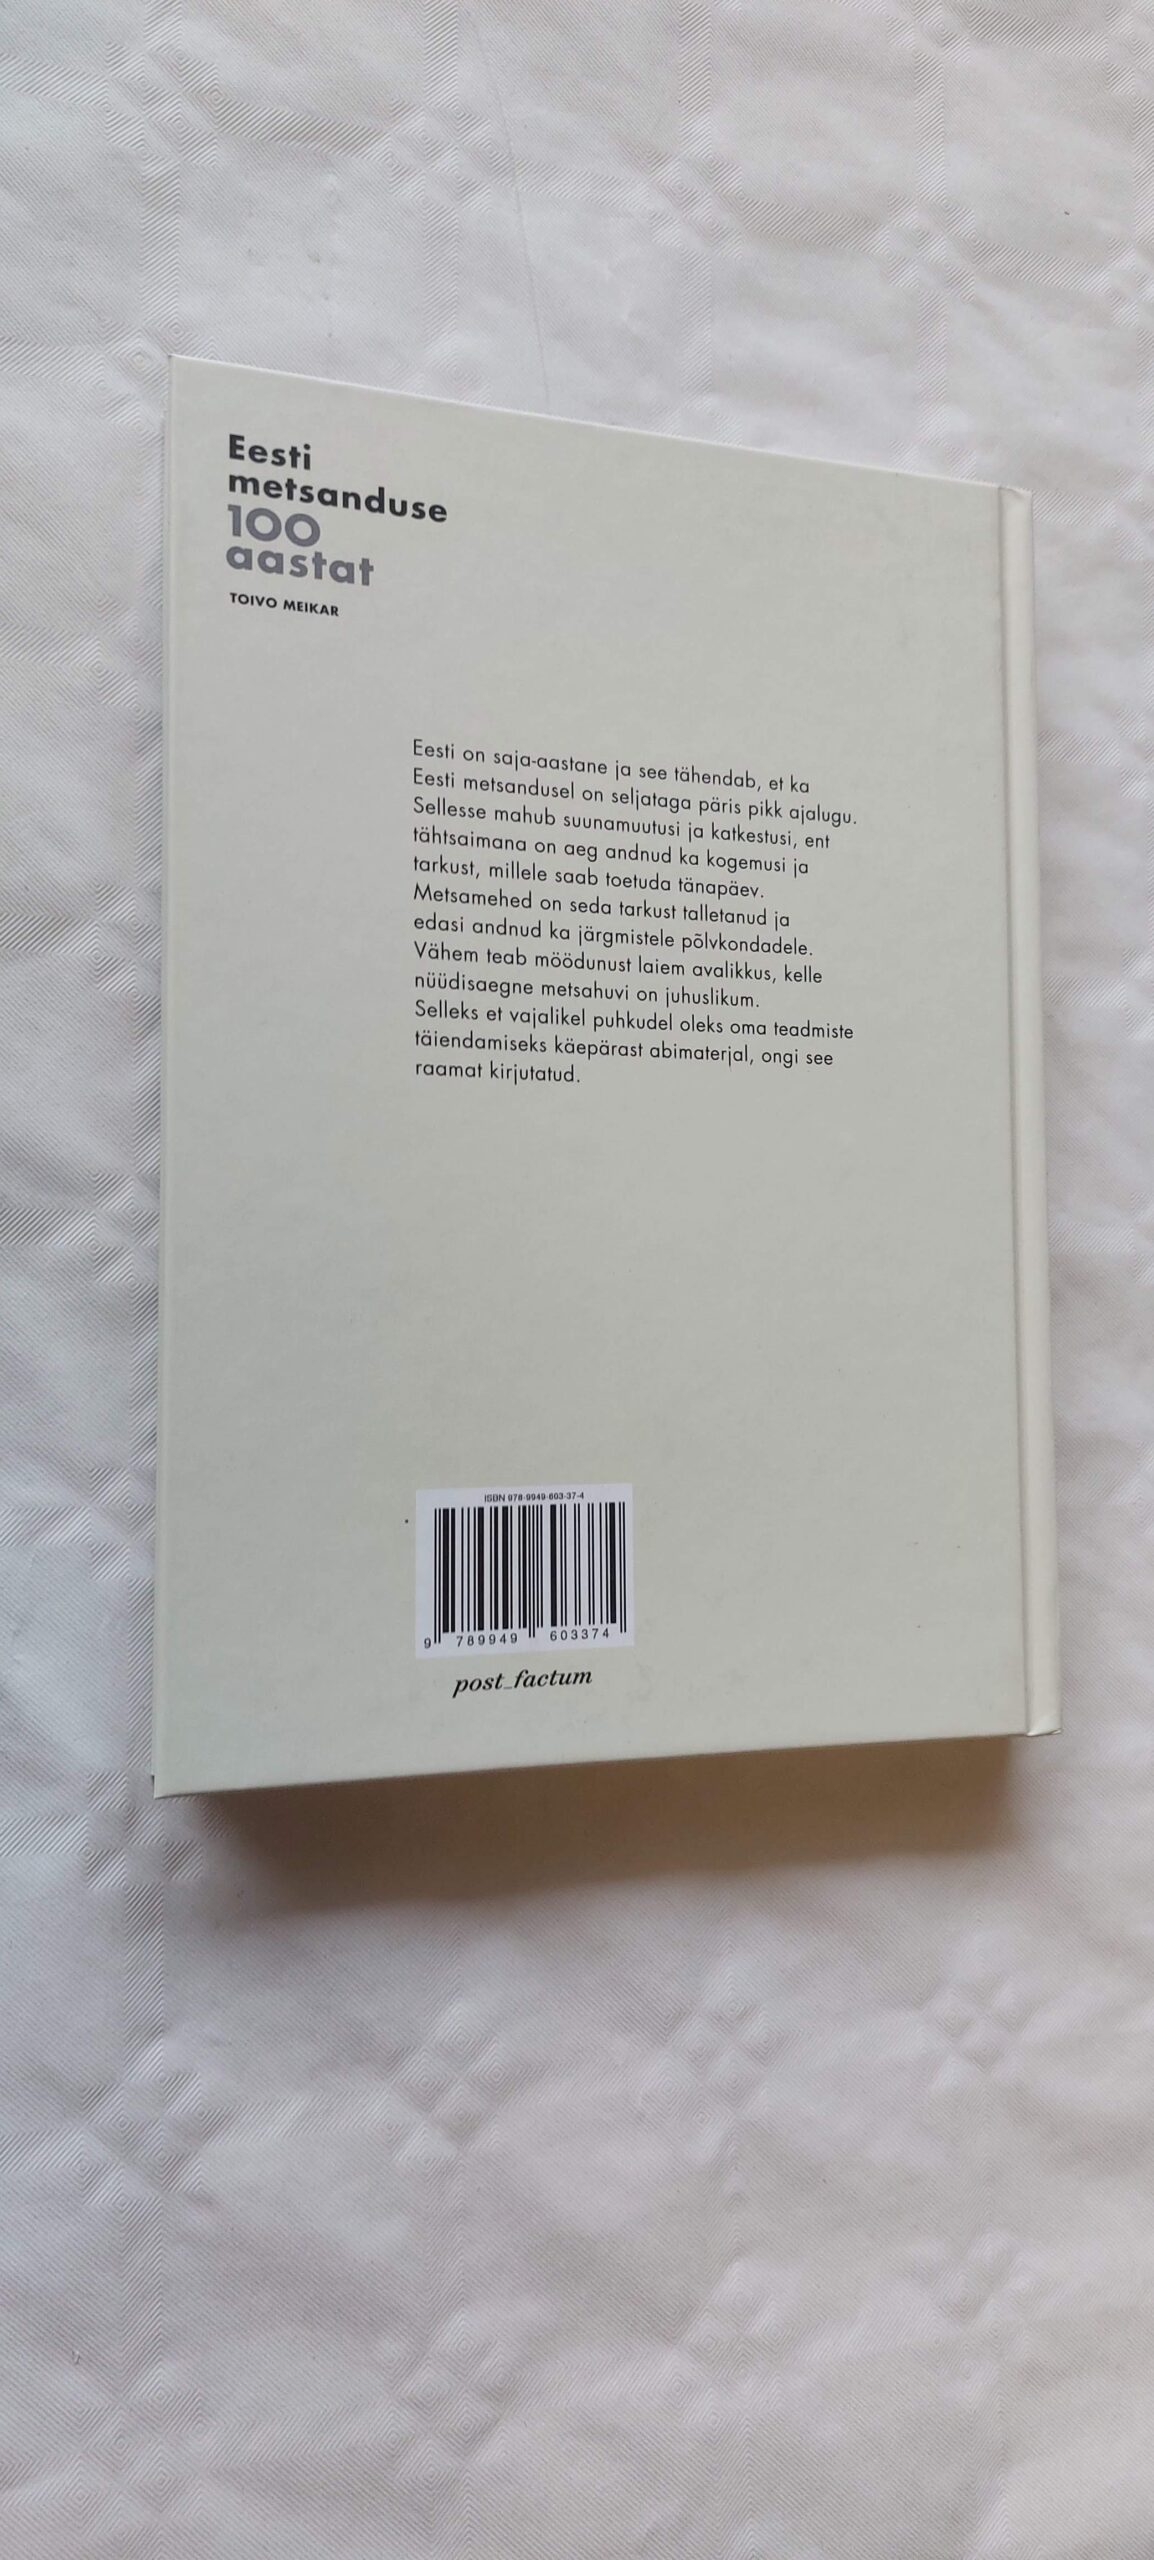 Eesti
metsanduse
100
aastat
TOIVO MEIKAR
Eesti on saja-aastane ja see tähendab, et ka
Eesti metsandusel on seljataga päris pikk ajalugu.
Sellesse mahub suunamuutusi ja katkestusi, ent
tähtsaimana on aeg andnud ka kogemusi ja
tarkust, millele saab toetuda tänapäev.
Metsamehed on seda tarkust talletanud ja
edasi andnud ka järgmistele põlvkondadele.
Vähem teab möödunust laiem avalikkus, kelle
nüüdisaegne metsahuvi on juhuslikum.
Selleks et vajalikel puhkudel oleks oma teadmiste
täiendamiseks käepärast abimaterjal, ongi see
raamat kirjutatud.
ISBN 978-9949-603-37-4
9 789949 603374
post_factum